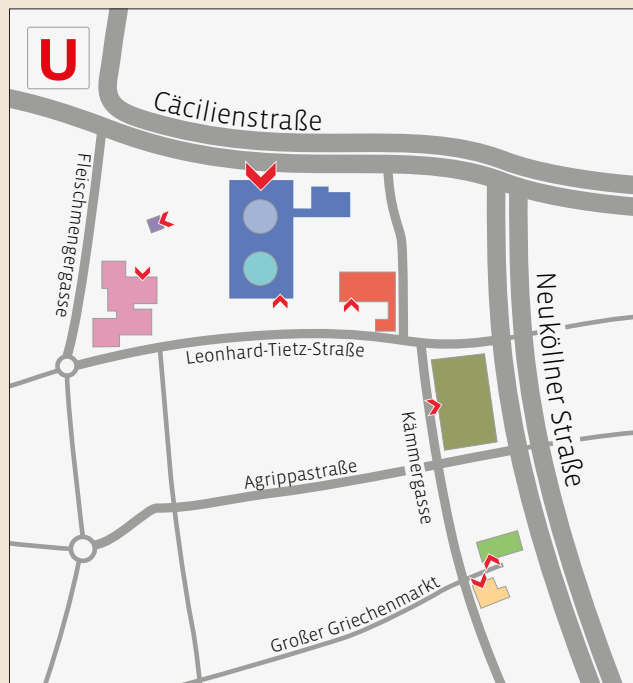 U
Cäcilienstraße
Fleischmengergasse
Neuköllner Straße
Leonhard-Tietz-Straße
Kämmergasse
Agrippastraße
Großer Griechenmarkt